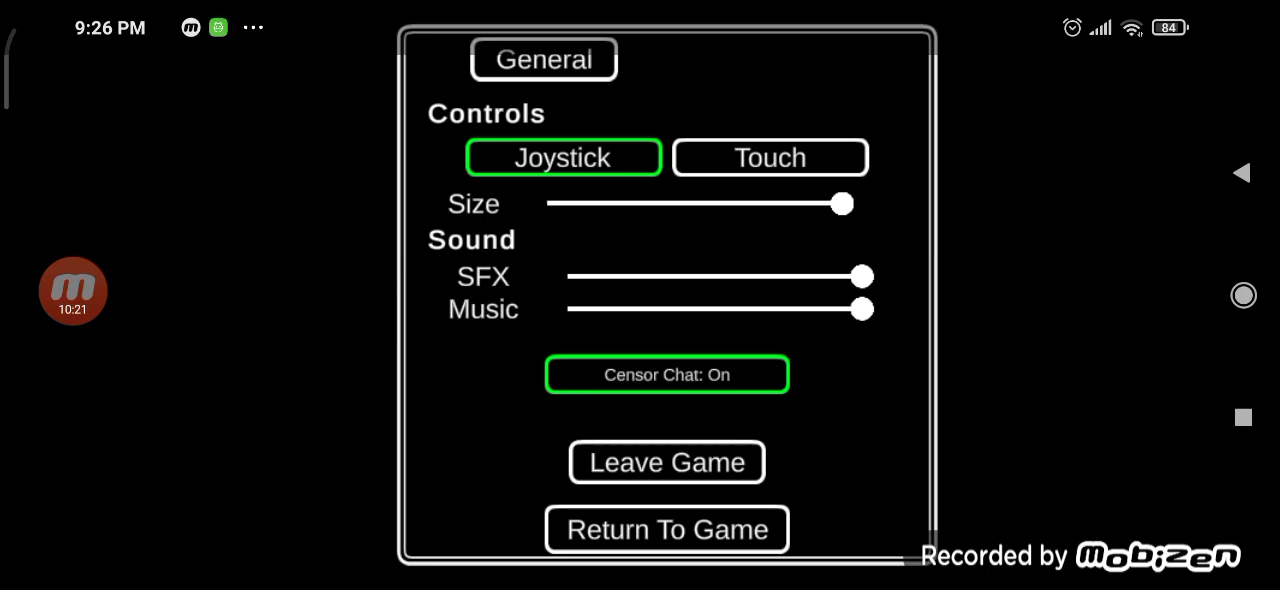 9:26 PM
84
General
Controls
Joystick Touch
Size
Sound
SFX
Music
10:21
Censor Chat: On
Leave Game
Return To Game
Recorded by mobizen